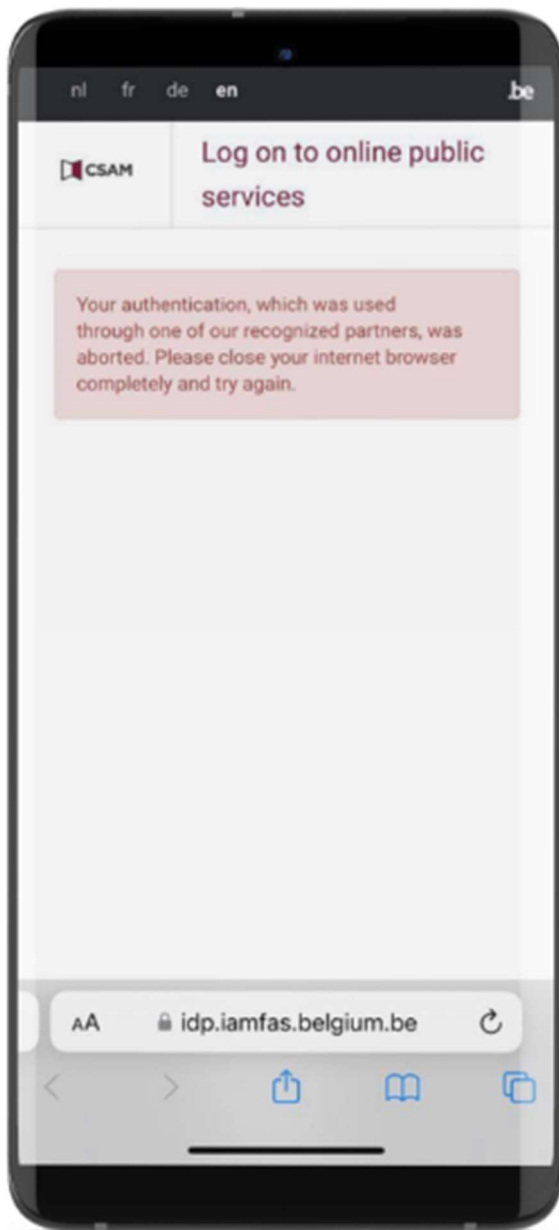 nl fr de en .be
CSAM
Log on to online public
services
Your authentication, which was used
through one of our recognized partners, was
aborted. Please close your internet browser
completely and try again.
AA idp.iamfas.belgium.be